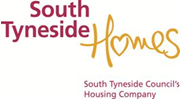 South
Tyneside Homes
South Tyneside Council's
Housing Company